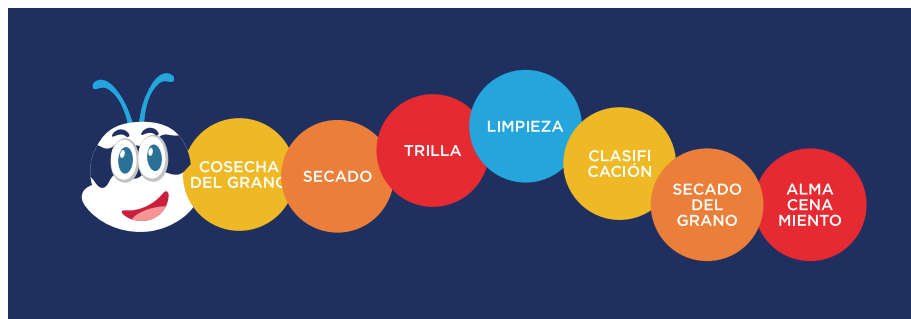 COSECHA
DEL GRANO
SECADO
TRILLA
LIMPIEZA
CLASIFI
CACIÓN
SECADO
DEL
GRANO
ALMA
CENA
MIENTO